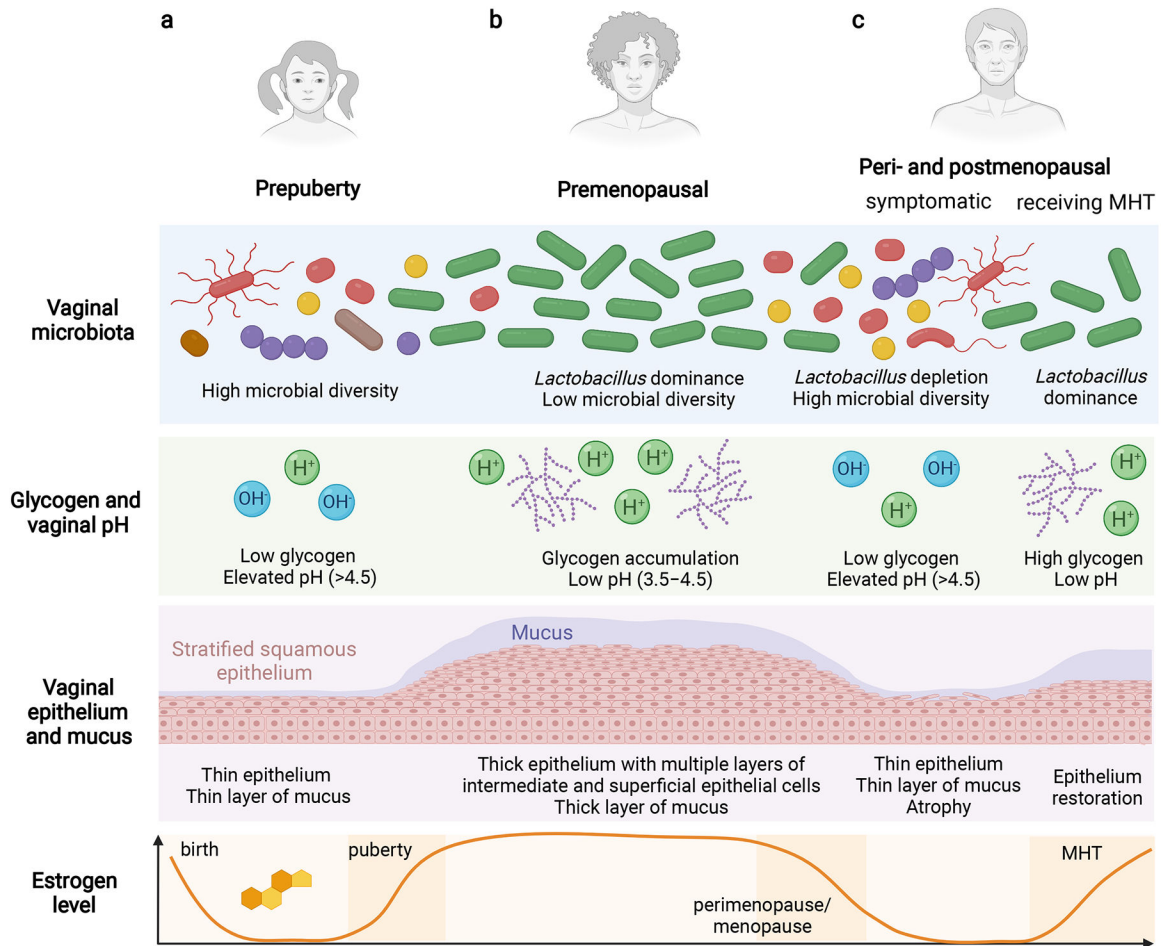 a
b
c
Prepuberty
Premenopausal
Peri- and postmenopausal
symptomatic
receiving MHT
Vaginal
microbiota
High microbial diversity
Lactobacillus dominance
Low microbial diversity
Lactobacillus depletion
High microbial diversity
Lactobacillus
dominance
Glycogen and
vaginal pH
H⁺
OH⁻
OH⁻
Low glycogen
Elevated pH (>4.5)
H⁺
H⁺
H⁺
H⁺
Glycogen accumulation
Low pH (3.5–4.5)
OH⁻
OH⁻
H⁺
Low glycogen
Elevated pH (>4.5)
H⁺
H⁺
High glycogen
Low pH
Vaginal
epithelium
and mucus
Stratified squamous
epithelium
Mucus
Thin epithelium
Thin layer of mucus
Thick epithelium with multiple layers of
intermediate and superficial epithelial cells
Thick layer of mucus
Thin epithelium
Thin layer of mucus
Atrophy
Epithelium
restoration
Estrogen
level
birth
puberty
perimenopause/
menopause
MHT